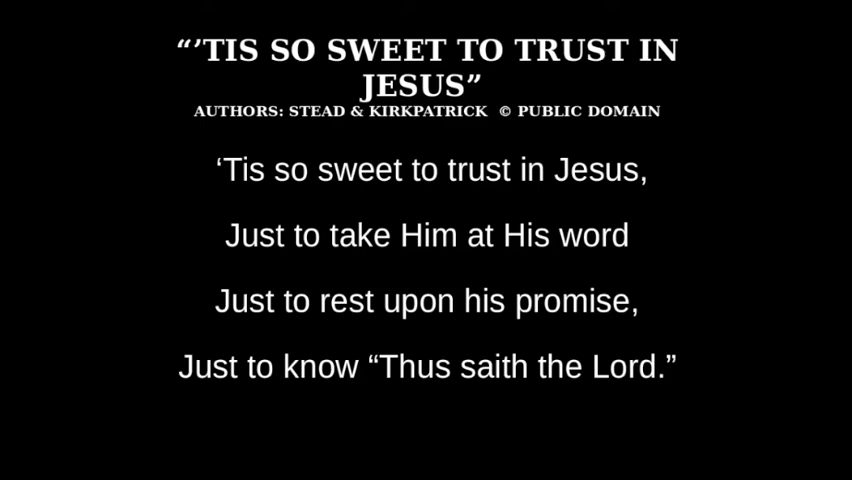 “’TIS SO SWEET TO TRUST IN
JESUS”
AUTHORS: STEAD & KIRKPATRICK © PUBLIC DOMAIN
‘Tis so sweet to trust in Jesus,
Just to take Him at His word
Just to rest upon his promise,
Just to know “Thus saith the Lord.”